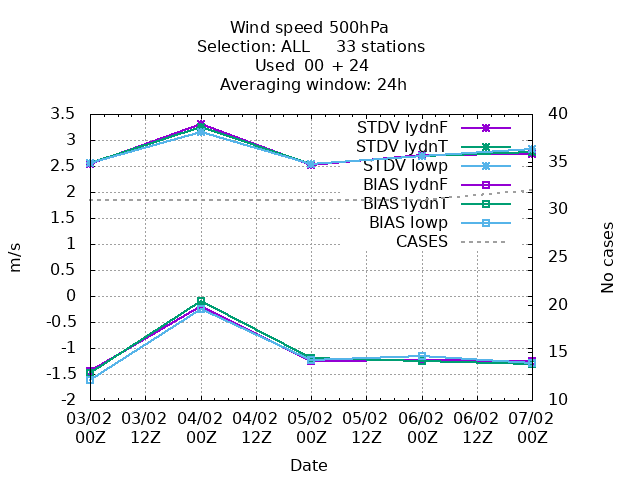 Wind speed 500hPa
Selection: ALL 33 stations
Used 00 + 24
Averaging window: 24h
3.5
3
2.5
2
1.5
1
0.5
0
-0.5
-1
-1.5
-2
m/s
40
35
30
25
20
15
10
No cases
STDV lydnF
STDV lydnT
STDV lowp
BIAS lydnF
BIAS lydnT
BIAS lowp
CASES
03/02 03/02 04/02 04/02 05/02 05/02 06/02 06/02 07/02
00Z 12Z 00Z 12Z 00Z 12Z 00Z 12Z 00Z
Date